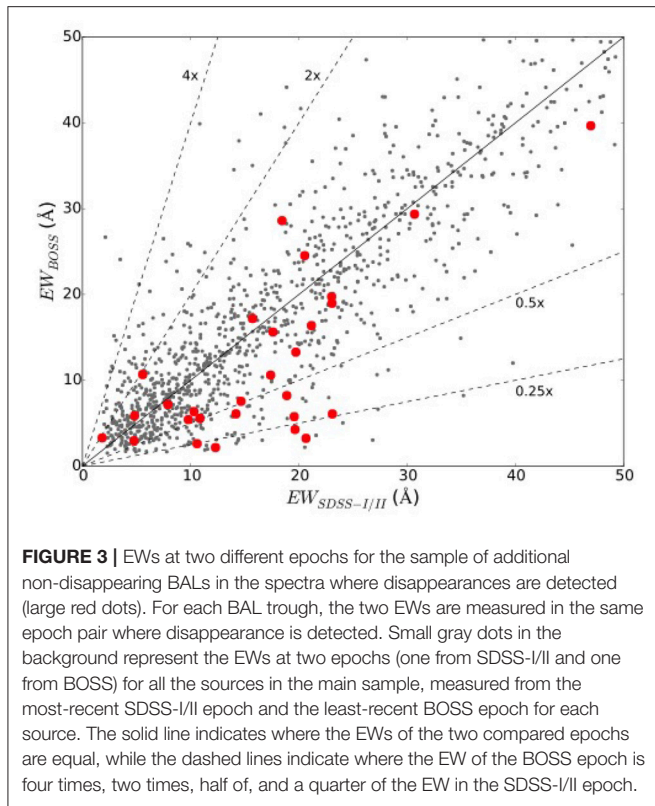 50
40
30
20
10
0
0
10
20
30
40
50
4x
2x
0.5x
0.25x
EW_BOSS (Å)
EW_SDSS−I/II (Å)
FIGURE 3 | EWs at two different epochs for the sample of additional
non-disappearing BALs in the spectra where disappearances are detected
(large red dots). For each BAL trough, the two EWs are measured in the same
epoch pair where disappearance is detected. Small gray dots in the
background represent the EWs at two epochs (one from SDSS-I/II and one
from BOSS) for all the sources in the main sample, measured from the
most-recent SDSS-I/II epoch and the least-recent BOSS epoch for each
source. The solid line indicates where the EWs of the two compared epochs
are equal, while the dashed lines indicate where the EW of the BOSS epoch is
four times, two times, half of, and a quarter of the EW in the SDSS-I/II epoch.